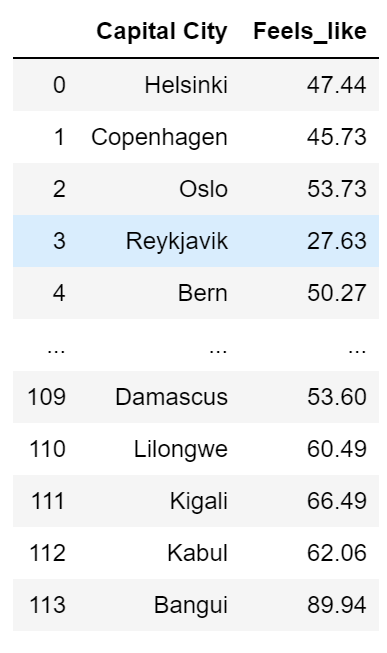 Capital City Feels_like
0 Helsinki 47.44
1 Copenhagen 45.73
2 Oslo 53.73
3 Reykjavik 27.63
4 Bern 50.27
... ... ...
109 Damascus 53.60
110 Lilongwe 60.49
111 Kigali 66.49
112 Kabul 62.06
113 Bangui 89.94